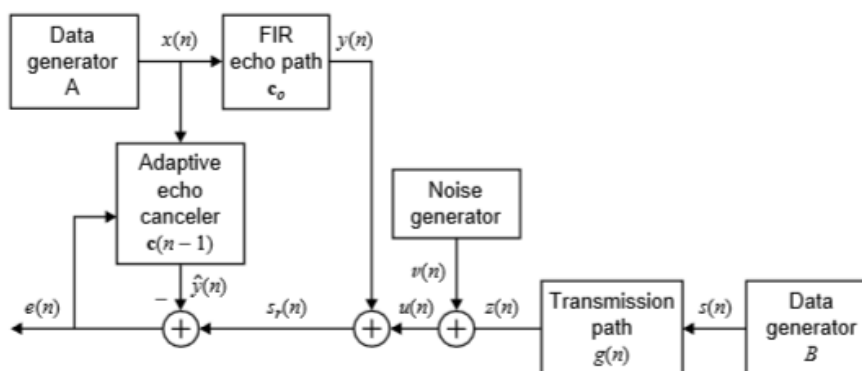 Data
generator
A
x(n)
FIR
echo path
c_o
y(n)
Adaptive
echo
canceler
c(n − 1)
Noise
generator
v(n)
e(n)
−
ŷ(n)
+
s_r(n)
+
u(n)
+
z(n)
Transmission
path
g(n)
s(n)
Data
generator
B